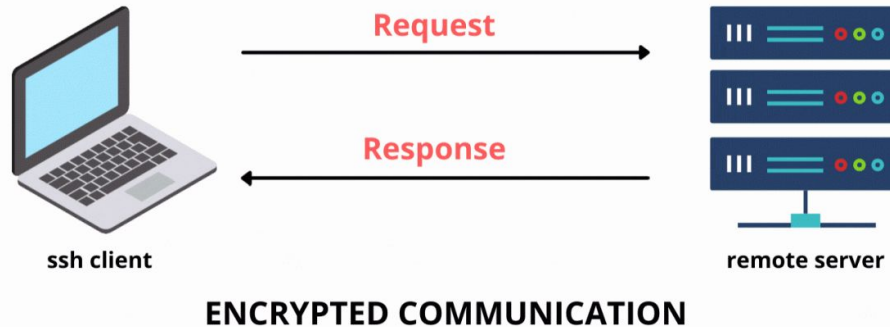 Request
Response
ssh client
remote server
ENCRYPTED COMMUNICATION